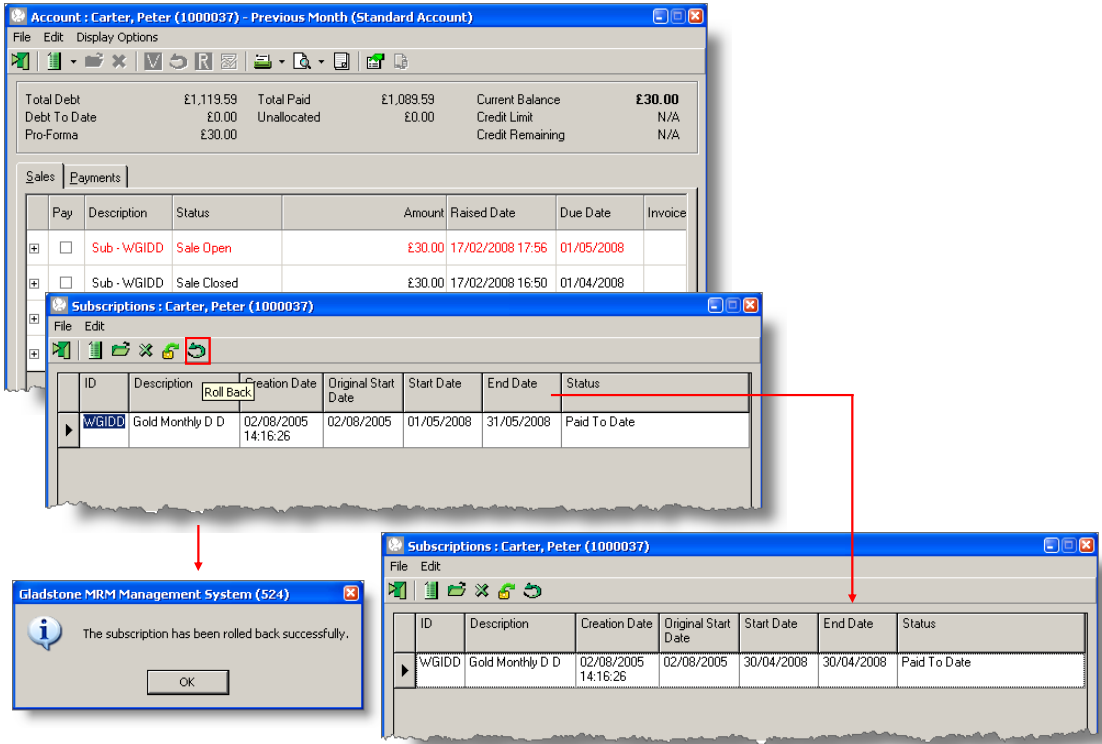 Account : Carter, Peter (1000037) - Previous Month (Standard Account)
File Edit Display Options
V R
Total Debt £1,119.59 Total Paid £1,089.59 Current Balance £30.00
Debt To Date £0.00 Unallocated £0.00 Credit Limit N/A
Pro-Forma £30.00 Credit Remaining N/A
Sales Payments
Pay Description Status Amount Raised Date Due Date Invoice
Sub - WGIDD Sale Open £30.00 17/02/2008 17:56 01/05/2008
Sub - WGIDD Sale Closed £30.00 17/02/2008 16:50 01/04/2008
Subscriptions : Carter, Peter (1000037)
File Edit
Roll Back
ID Description Creation Date Original Start Date Start Date End Date Status
WGIDD Gold Monthly D D 02/08/2005 14:16:26 02/08/2005 01/05/2008 31/05/2008 Paid To Date
Gladstone MRM Management System (524)
The subscription has been rolled back successfully.
OK
Subscriptions : Carter, Peter (1000037)
File Edit
ID Description Creation Date Original Start Date Start Date End Date Status
WGIDD Gold Monthly D D 02/08/2005 14:16:26 02/08/2005 30/04/2008 30/04/2008 Paid To Date